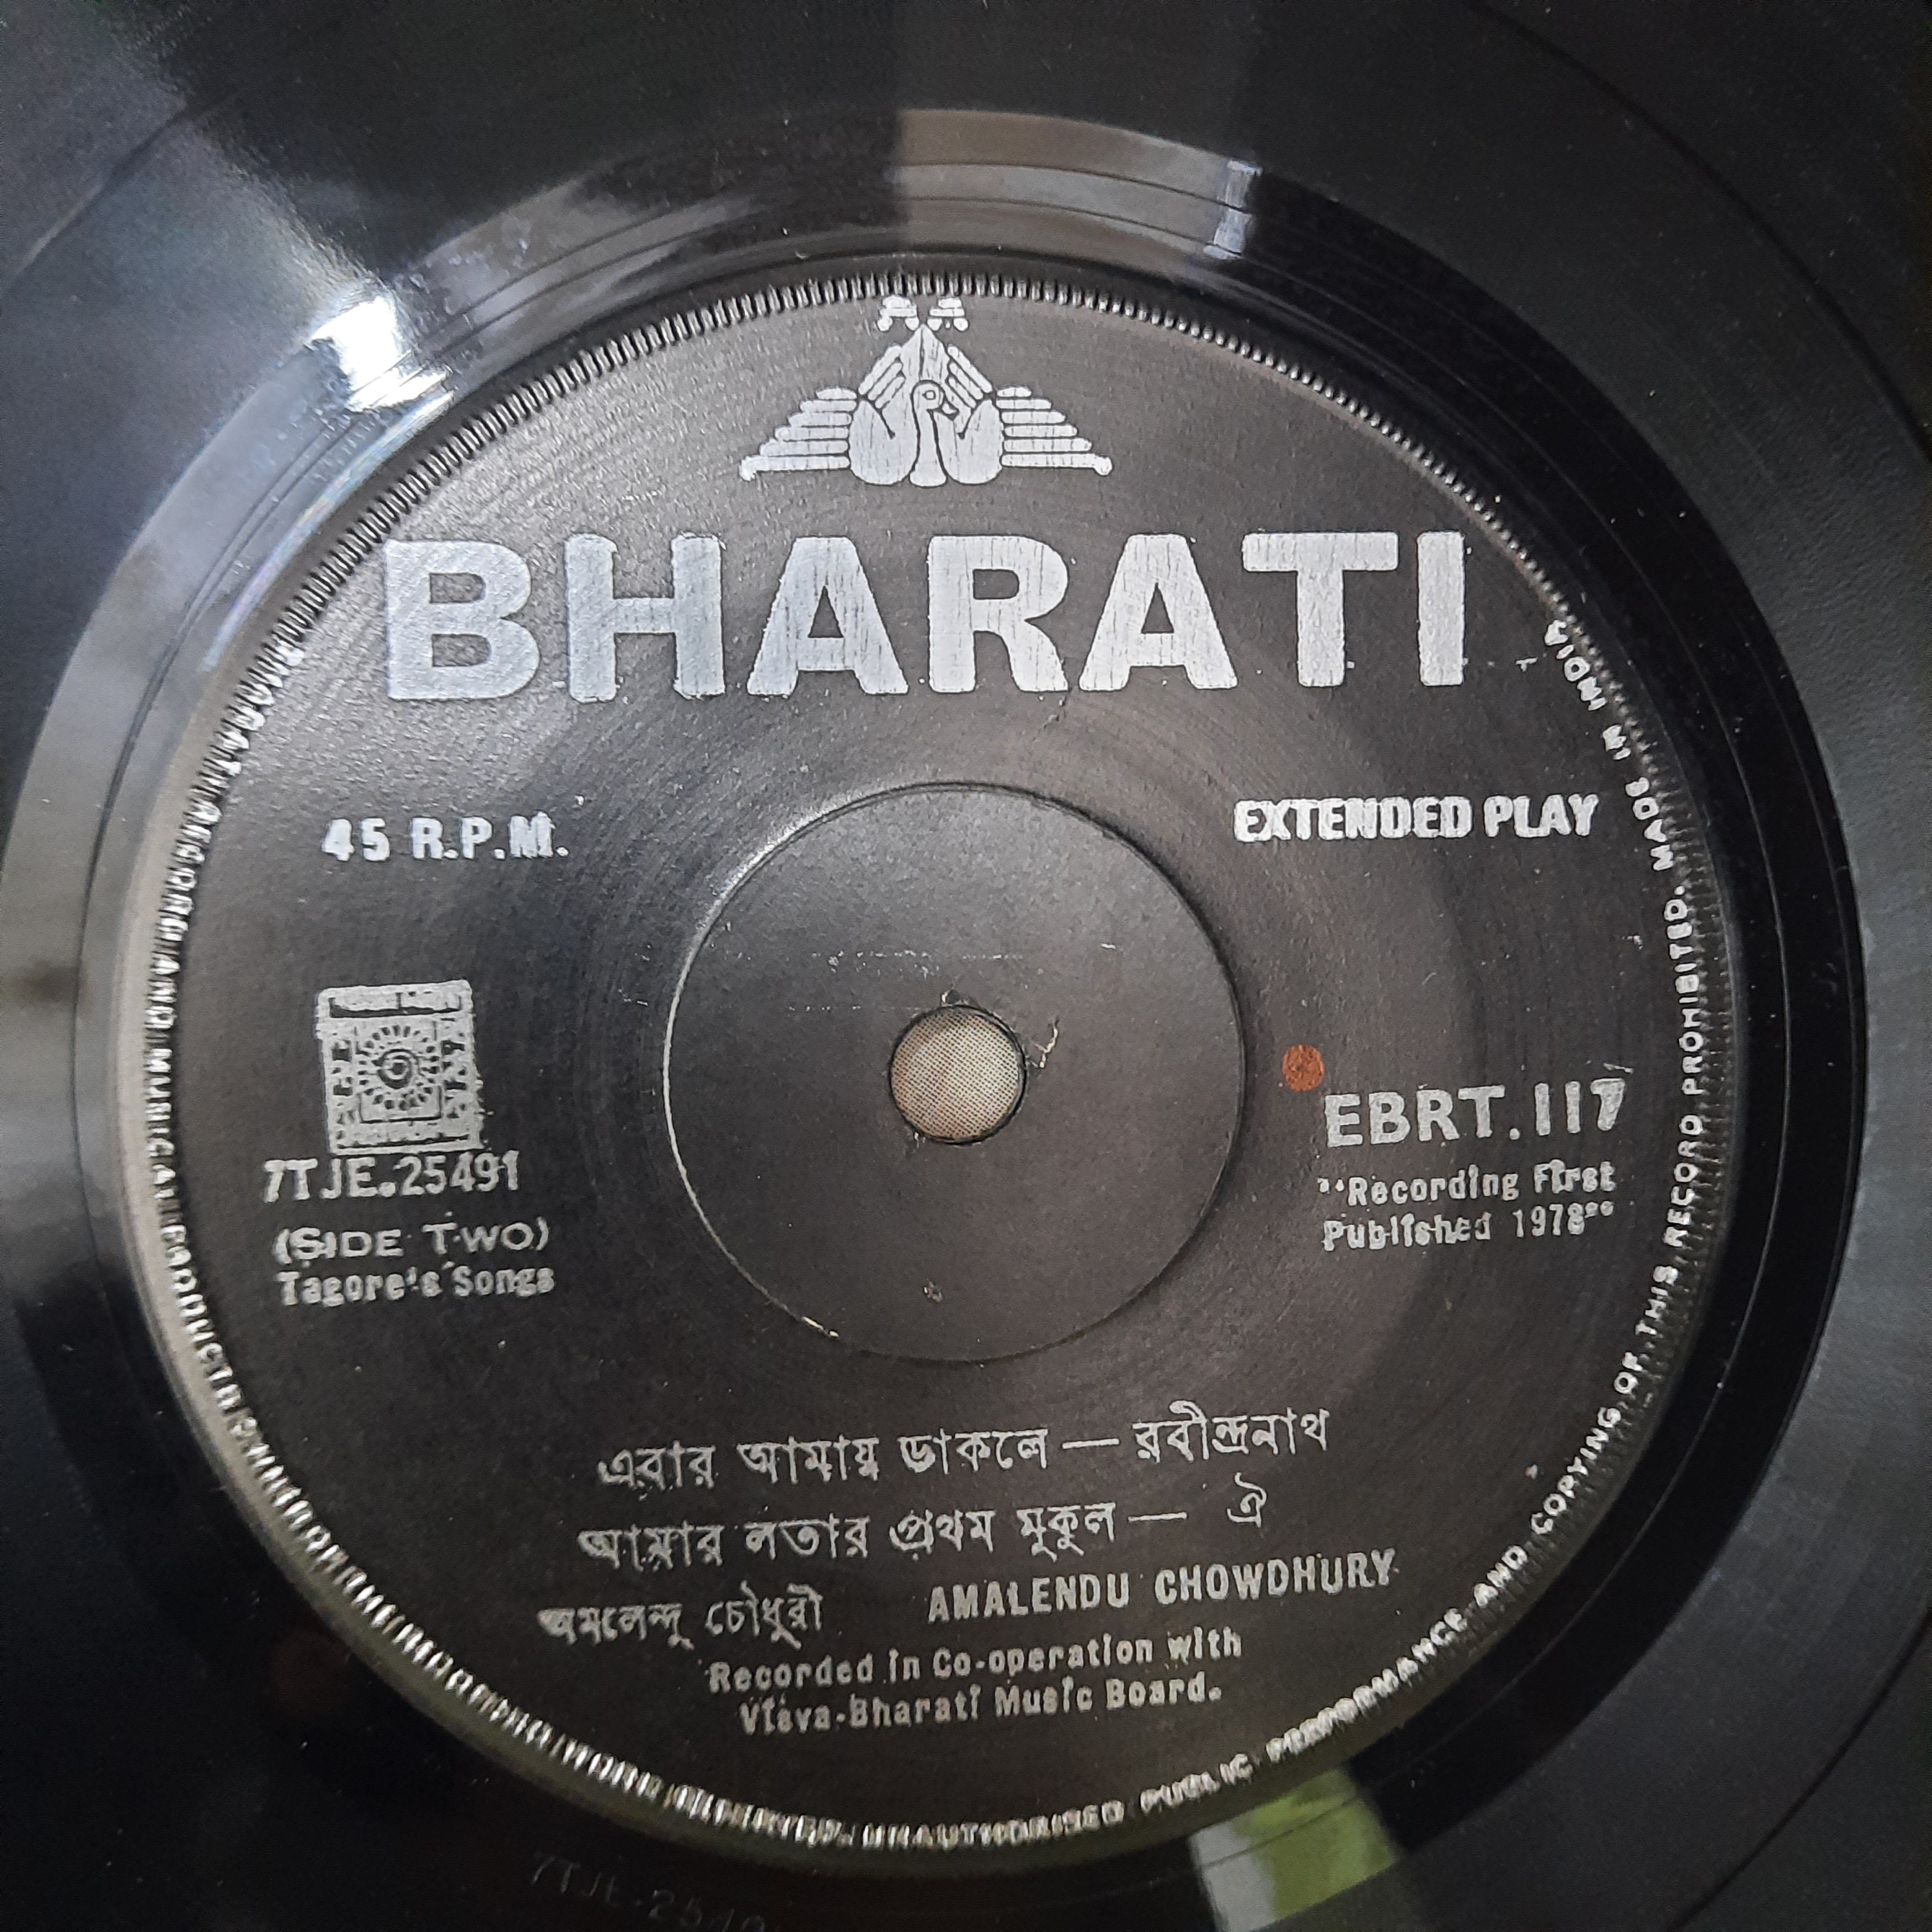 BHARATI
45 R.P.M.
EXTENDED PLAY
7TJE.25491
(SIDE TWO)
Tagore's Songs
EBRT.117
"Recording First
Published 1978"
এবার আমায় ডাকলে — রবীন্দ্রনাথ
আমার লতার প্রথম মুকুল — ঐ
অমলেন্দু চৌধুরী AMALENDU CHOWDHURY
Recorded in Co-operation with
Visva-Bharati Music Board.
UNAUTHORISED PUBLIC PERFORMANCE AND COPYING OF THIS RECORD PROHIBITED. MADE IN INDIA